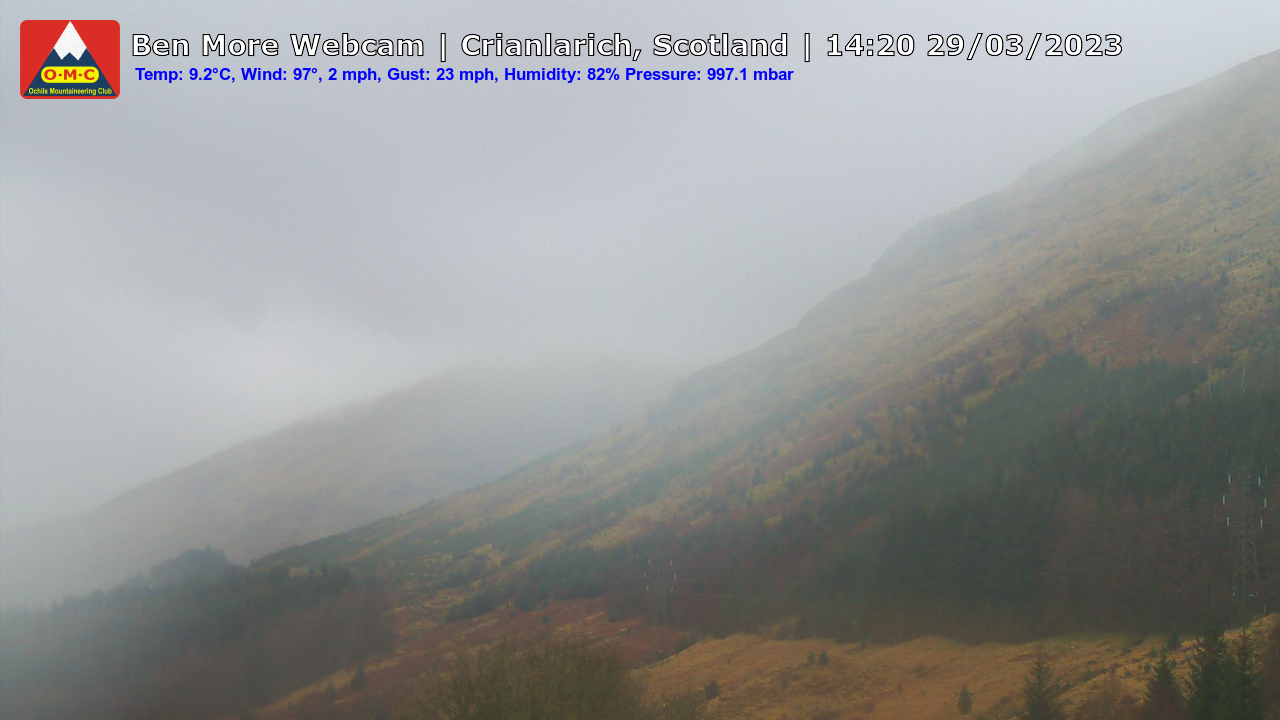 Ben More Webcam | Crianlarich, Scotland | 14:20 29/03/2023
Temp: 9.2°C, Wind: 97°, 2 mph, Gust: 23 mph, Humidity: 82% Pressure: 997.1 mbar
O·M·C
Ochils Mountaineering Club